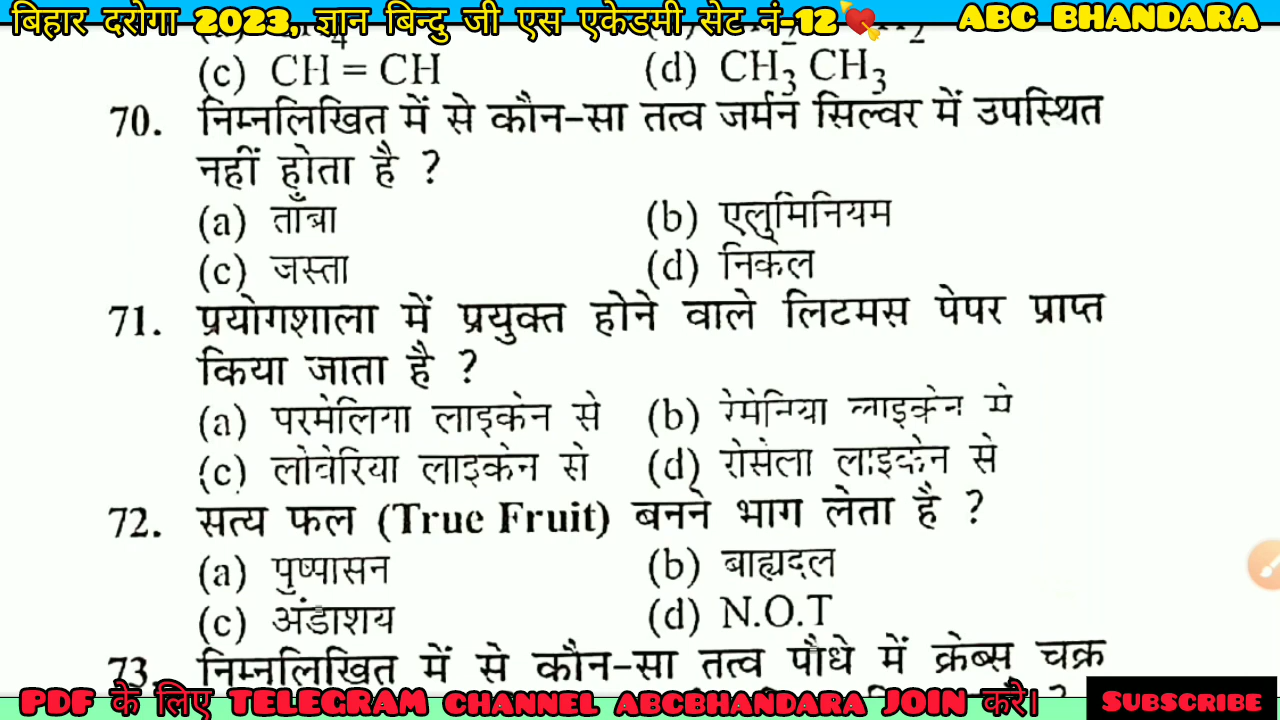 बिहार दरोगा 2023, ज्ञान बिन्दु जी एस एकेडमी सेट नं-12💘 ABC BHANDARA
(c) CH = CH (d) CH₃ CH₃
70. निम्नलिखित में से कौन-सा तत्व जर्मन सिल्वर में उपस्थित
नहीं होता है ?
(a) ताँबा (b) एलुमिनियम
(c) जस्ता (d) निकल
71. प्रयोगशाला में प्रयुक्त होने वाले लिटमस पेपर प्राप्त
किया जाता है ?
(a) परमेलिया लाइकेन से (b) लाइकेन से
(c) लोबेरिया लाइकेन से (d) रोसेला लाइकेन से
72. सत्य फल (True Fruit) बनने भाग लेता है ?
(a) पुष्पासन (b) बाह्यदल
(c) अंडाशय (d) N.O.T
73. निम्नलिखित में से कौन-सा तत्व पौधे में क्रेब्स चक्र
PDF के लिए TELEGRAM CHANNEL ABCBHANDARA JOIN करे। SUBSCRIBE